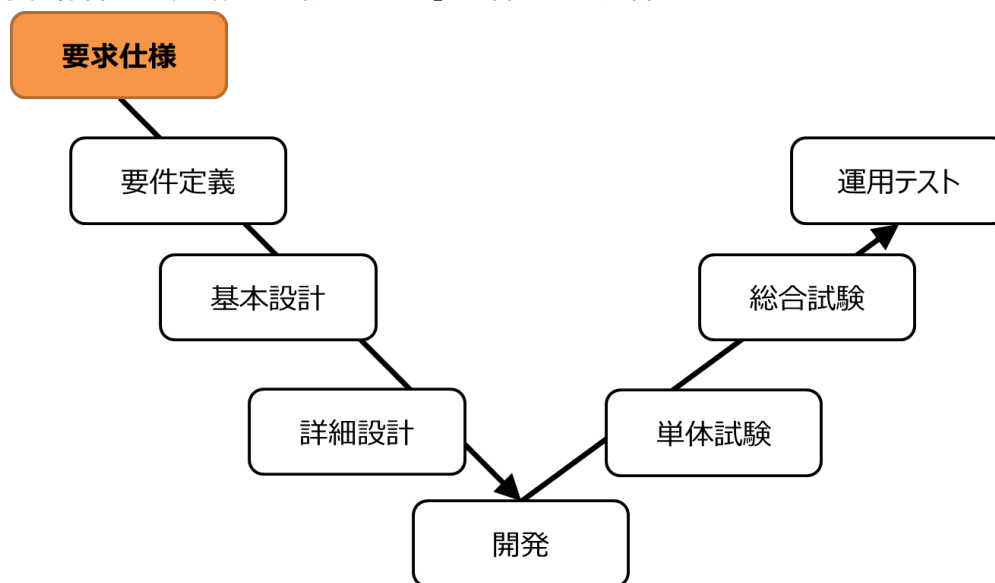 要求仕様
要件定義
運用テスト
基本設計
総合試験
詳細設計
単体試験
開発